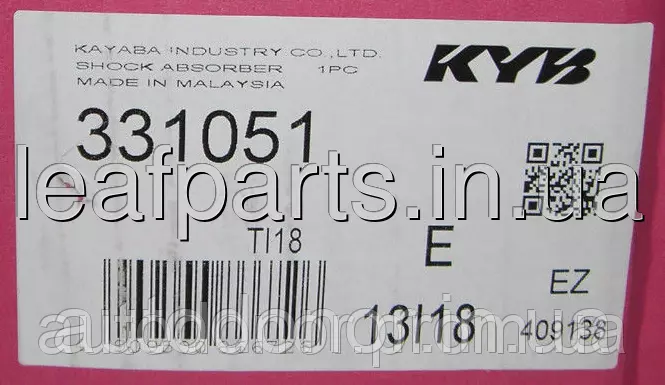 KAYABA INDUSTRY CO.,LTD.
SHOCK ABSORBER 1PC
MADE IN MALAYSIA
KYB
331051
leafparts.in.ua
TI18
E
EZ
13I18
409138